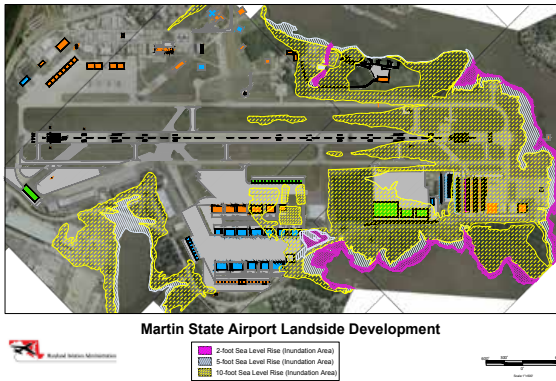 Martin State Airport Landside Development
Maryland Aviation Administration
2-foot Sea Level Rise (Inundation Area)
5-foot Sea Level Rise (Inundation Area)
10-foot Sea Level Rise (Inundation Area)